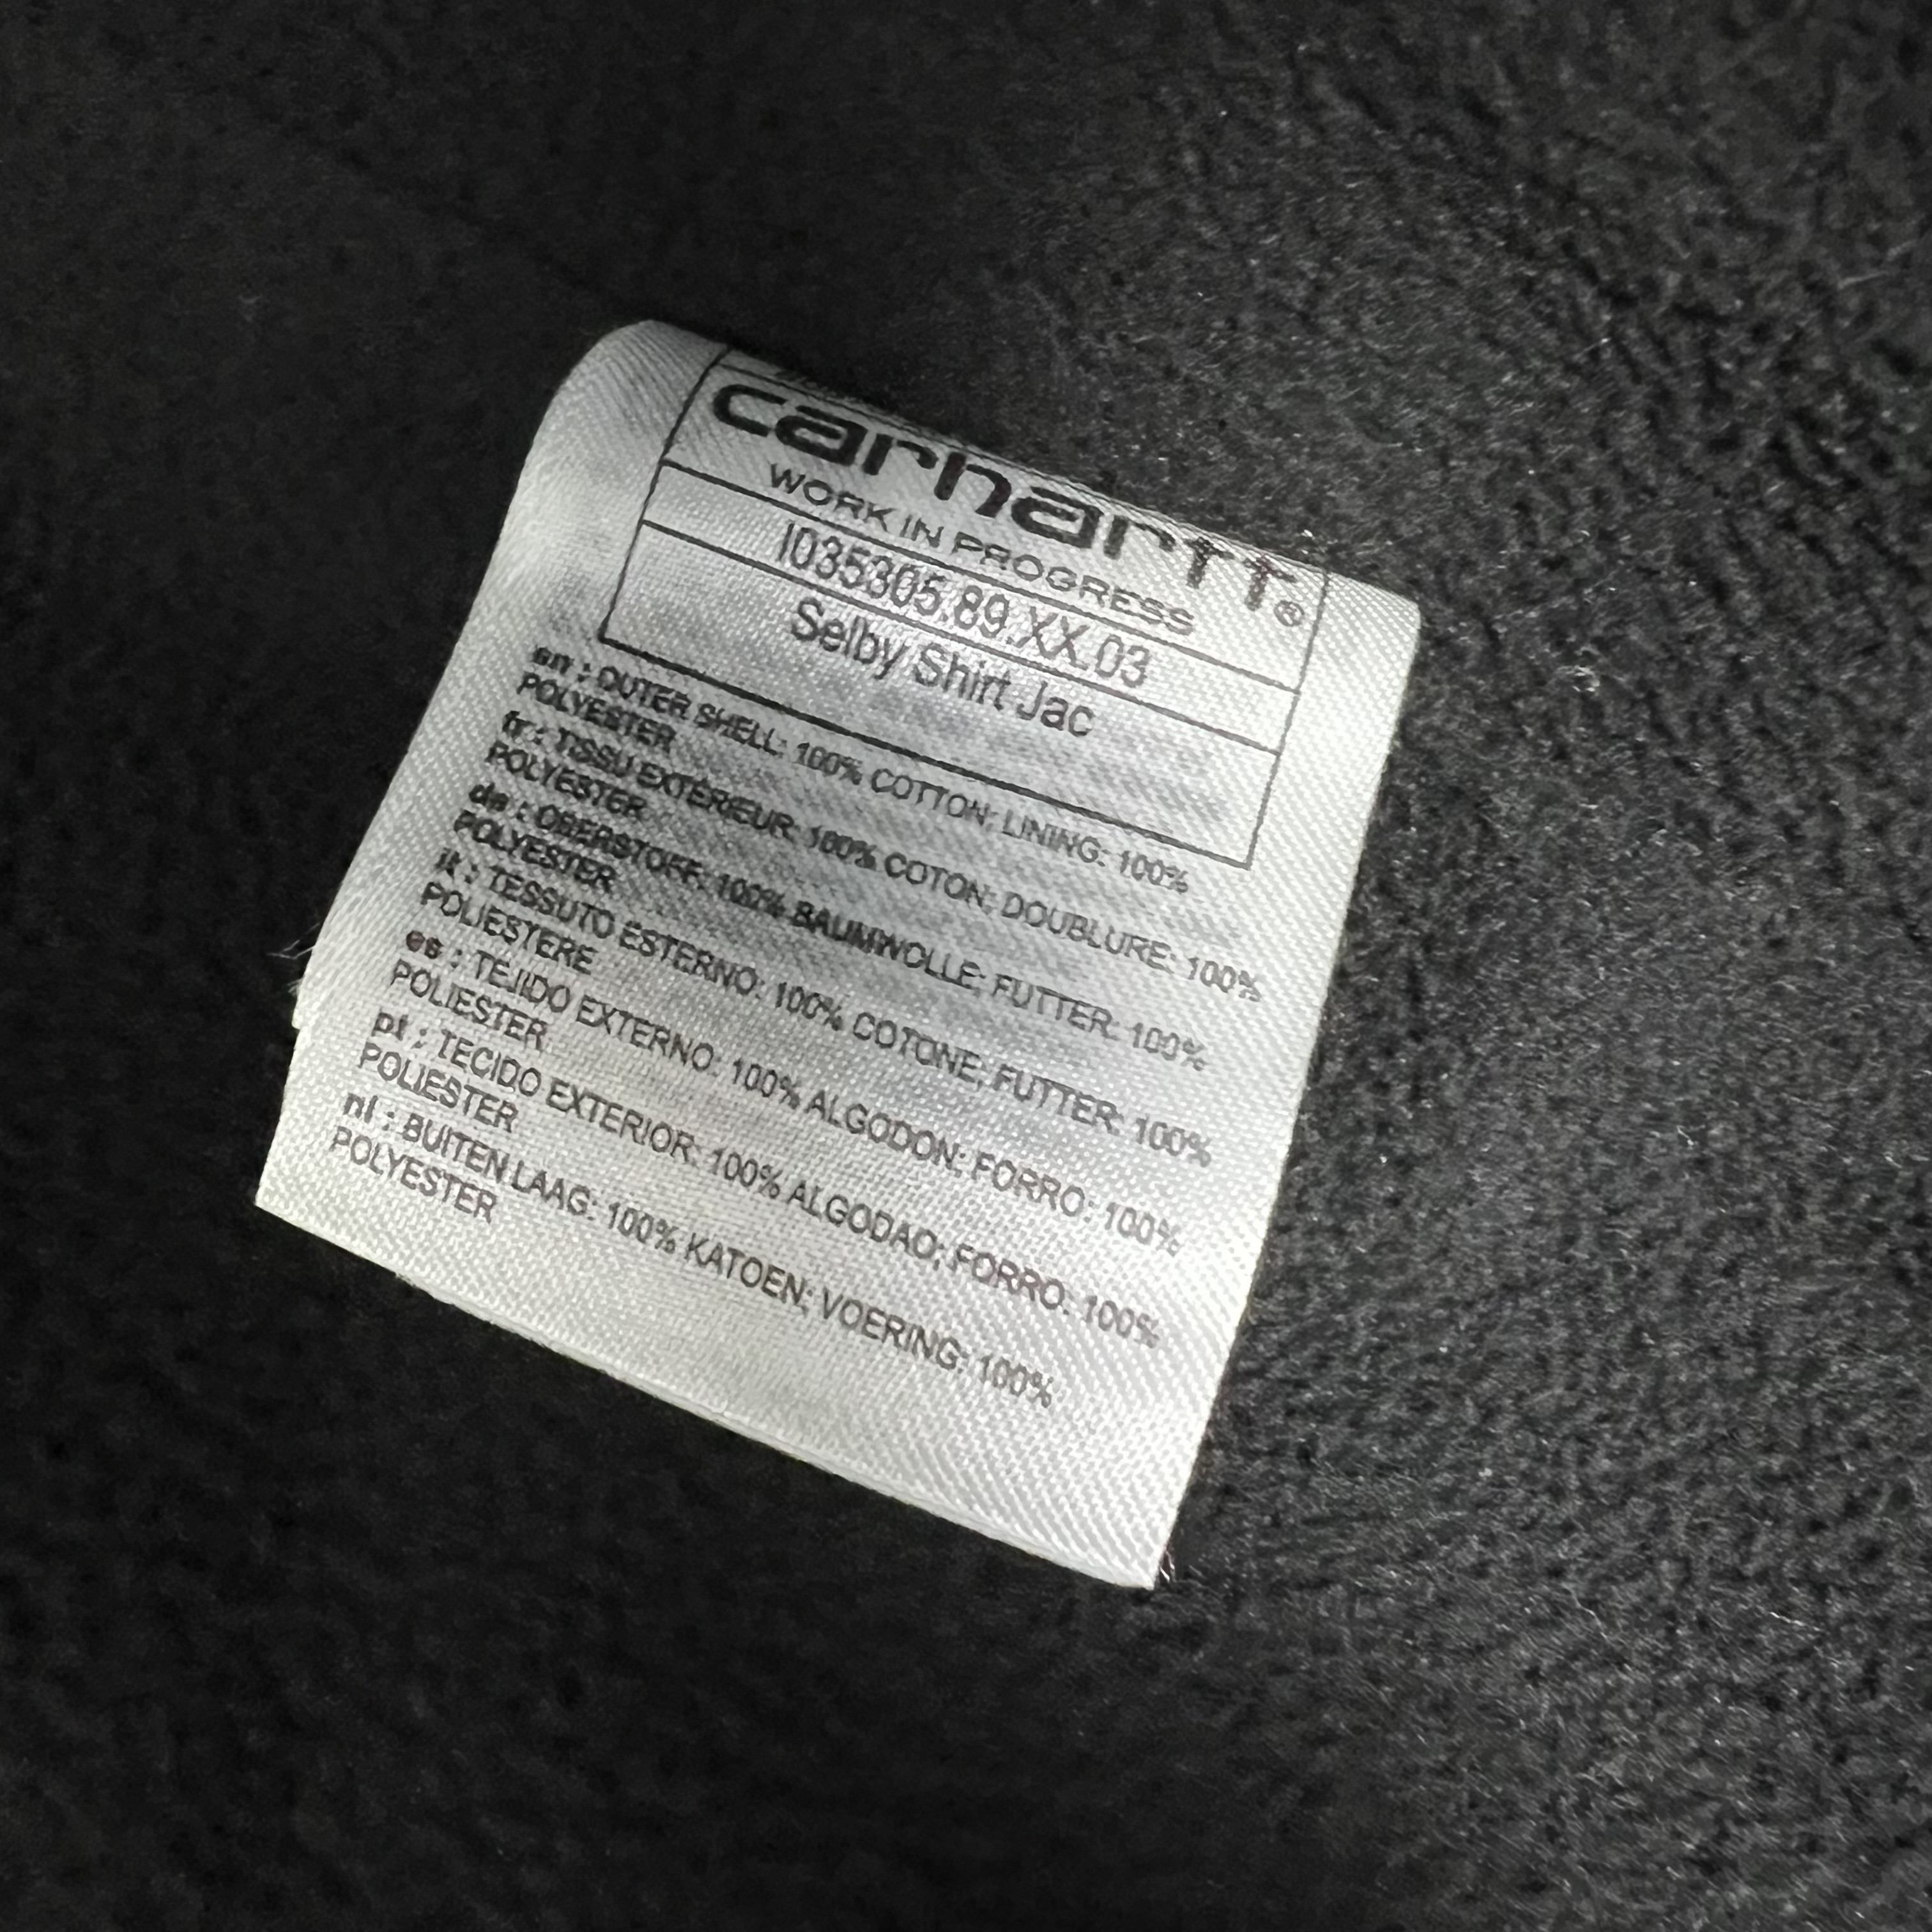 carhartt®
WORK IN PROGRESS
I035305.89.XX.03
Selby Shirt Jac
en : OUTER SHELL: 100% COTTON; LINING: 100%
POLYESTER
fr : TISSU EXTÉRIEUR: 100% COTON; DOUBLURE: 100%
POLYESTER
de : OBERSTOFF: 100% BAUMWOLLE; FUTTER: 100%
POLYESTER
it : TESSUTO ESTERNO: 100% COTONE; FUTTER: 100%
POLIESTERE
es : TEJIDO EXTERNO: 100% ALGODON; FORRO: 100%
POLIESTER
pt : TECIDO EXTERIOR: 100% ALGODAO; FORRO: 100%
POLIESTER
nl : BUITENLAAG: 100% KATOEN; VOERING: 100%
POLYESTER